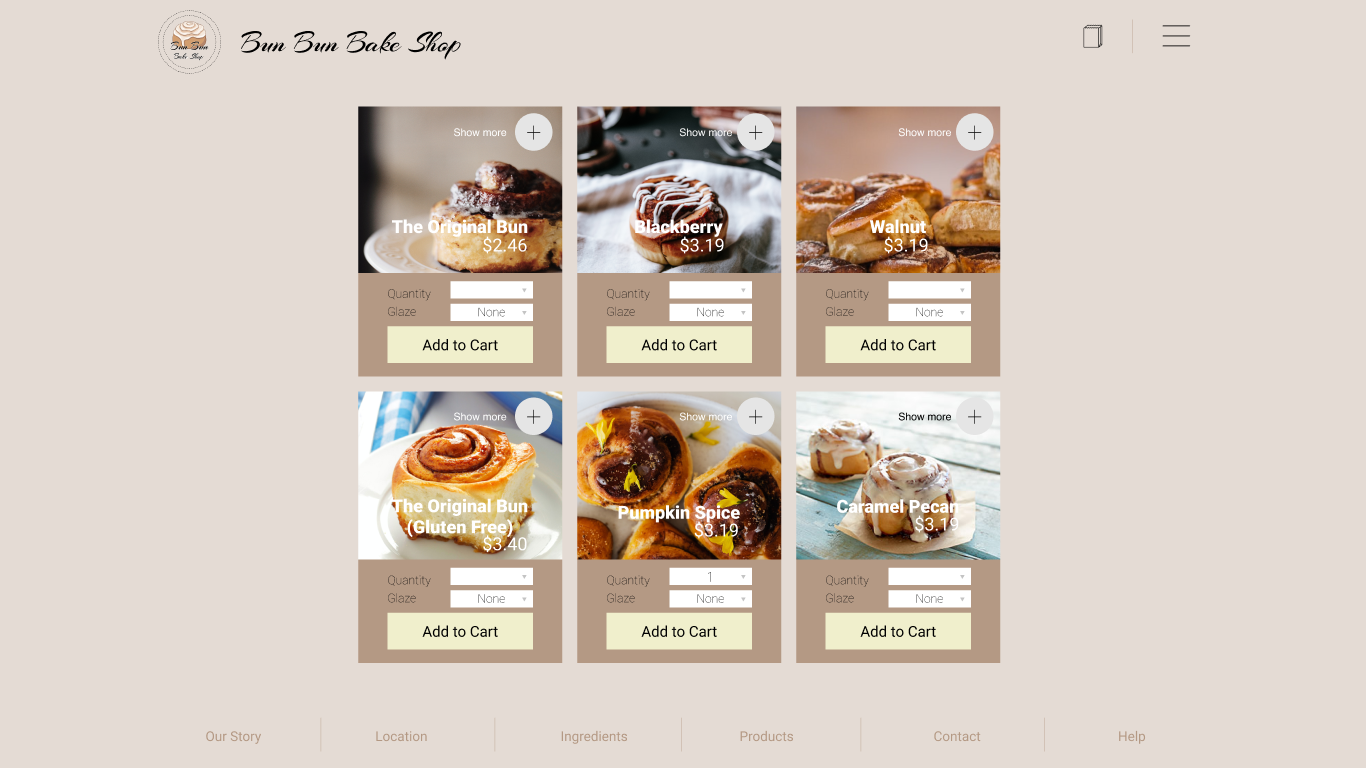 Bun Bun
Bake Shop
Bun Bun Bake Shop
Show more
The Original Bun
$2.46
Quantity
Glaze None
Add to Cart
Show more
Blackberry
$3.19
Quantity
Glaze None
Add to Cart
Show more
Walnut
$3.19
Quantity
Glaze None
Add to Cart
Show more
The Original Bun
(Gluten Free)
$3.40
Quantity
Glaze None
Add to Cart
Show more
Pumpkin Spice
$3.19
Quantity 1
Glaze None
Add to Cart
Show more
Caramel Pecan
$3.19
Quantity
Glaze None
Add to Cart
Our Story
Location
Ingredients
Products
Contact
Help